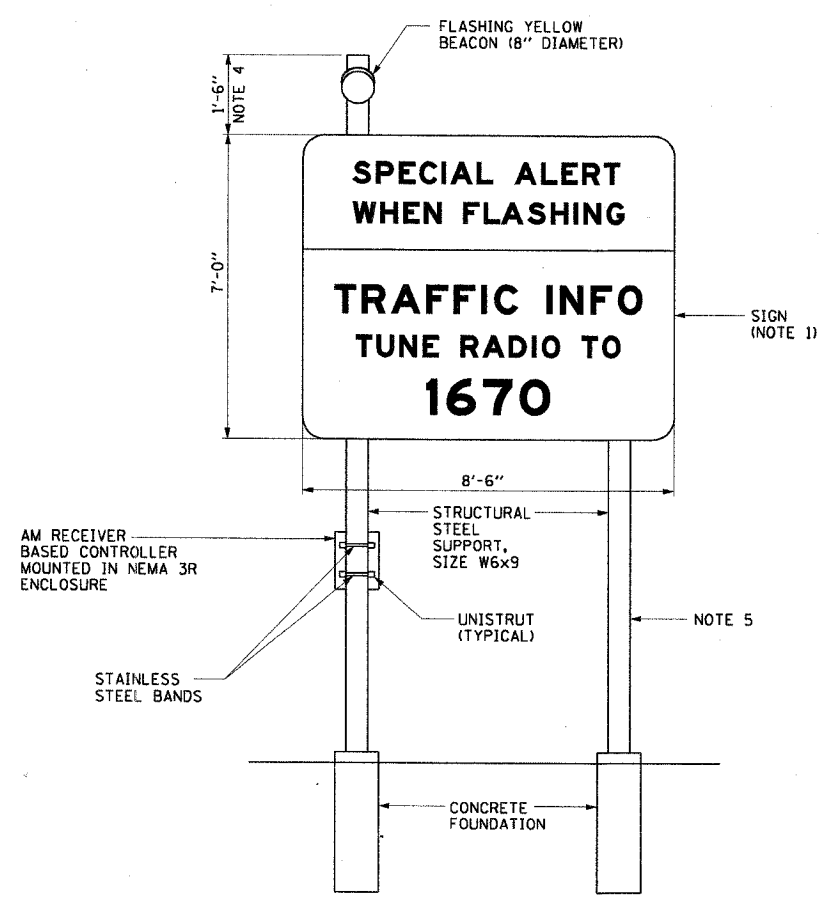 FLASHING YELLOW
BEACON (8" DIAMETER)
1'-6"
NOTE 4
SPECIAL ALERT
WHEN FLASHING
7'-0"
TRAFFIC INFO
TUNE RADIO TO
1670
SIGN
(NOTE 1)
8'-6"
STRUCTURAL
STEEL
SUPPORT,
SIZE W6x9
AM RECEIVER
BASED CONTROLLER
MOUNTED IN NEMA 3R
ENCLOSURE
UNISTRUT
(TYPICAL)
NOTE 5
STAINLESS
STEEL BANDS
CONCRETE
FOUNDATION